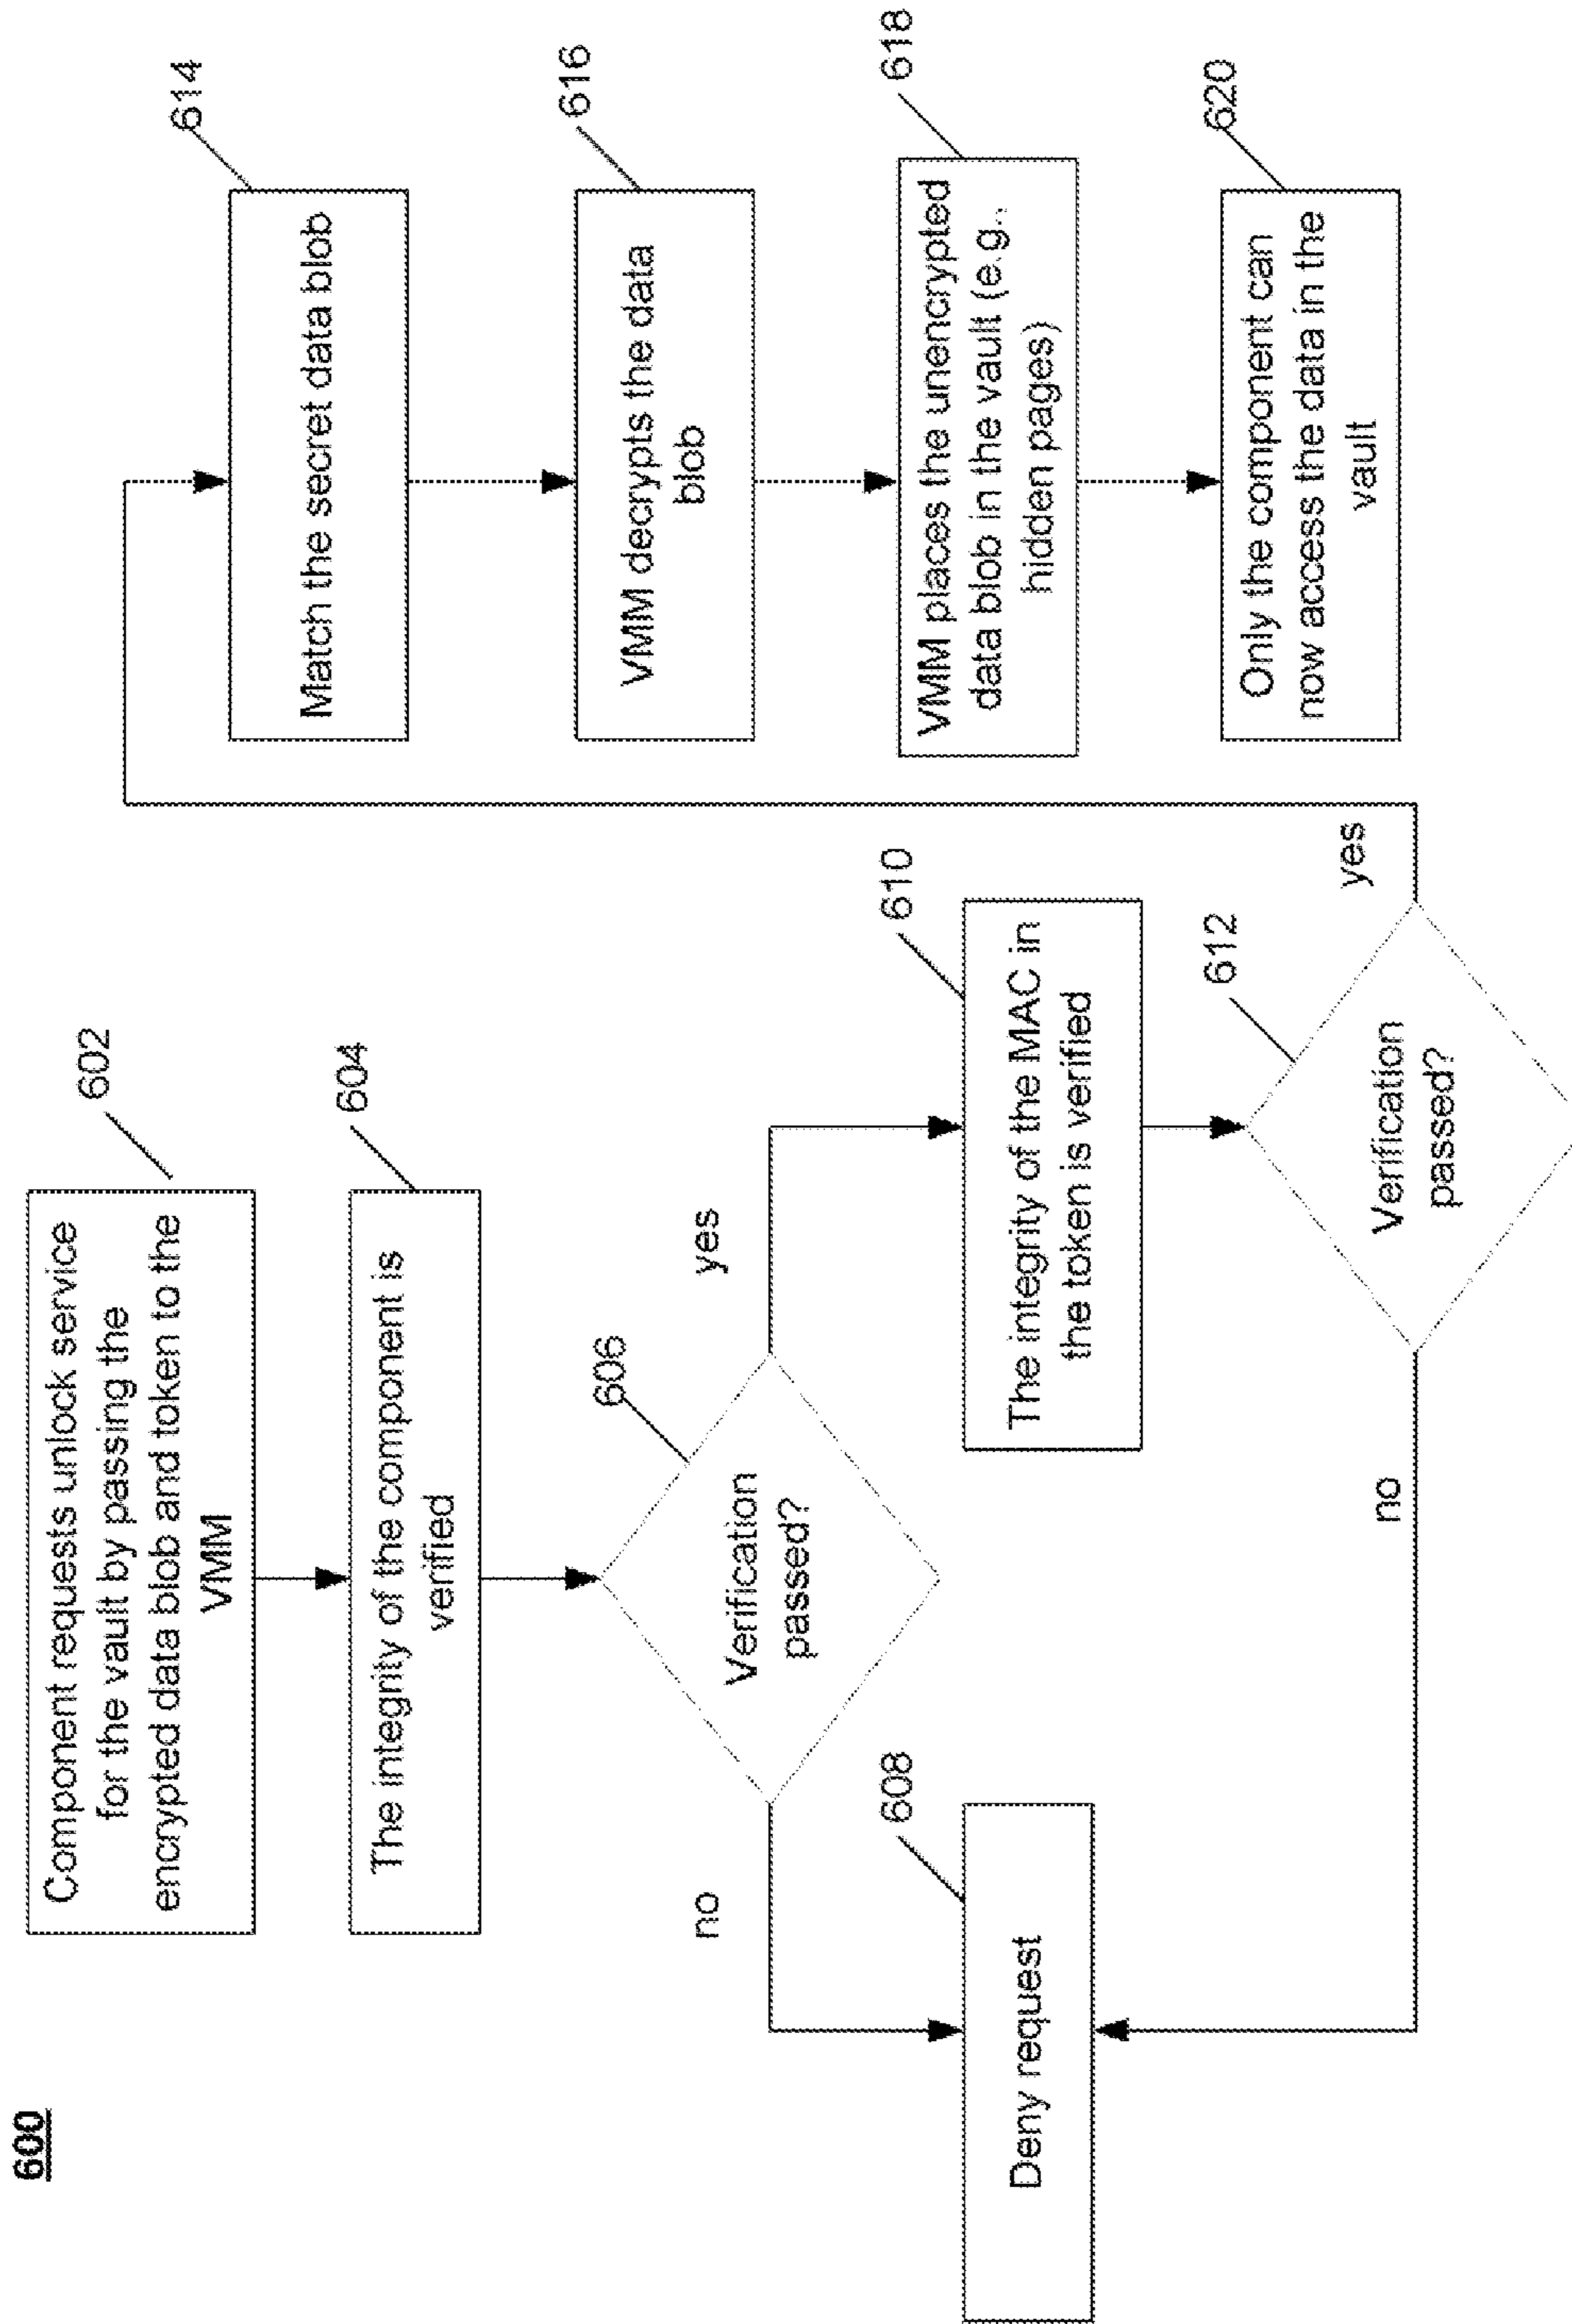 600
Component requests unlock service
for the vault by passing the
encrypted data blob and token to the
VMM
602
The integrity of the component is
verified
604
Verification
passed?
606
no
yes
Deny request
608
The integrity of the MAC in
the token is verified
610
Verification
passed?
612
no
yes
Match the secret data blob
614
VMM decrypts the data
blob
616
VMM places the unencrypted
data blob in the vault (e.g.,
hidden pages)
618
Only the component can
now access the data in the
vault
620